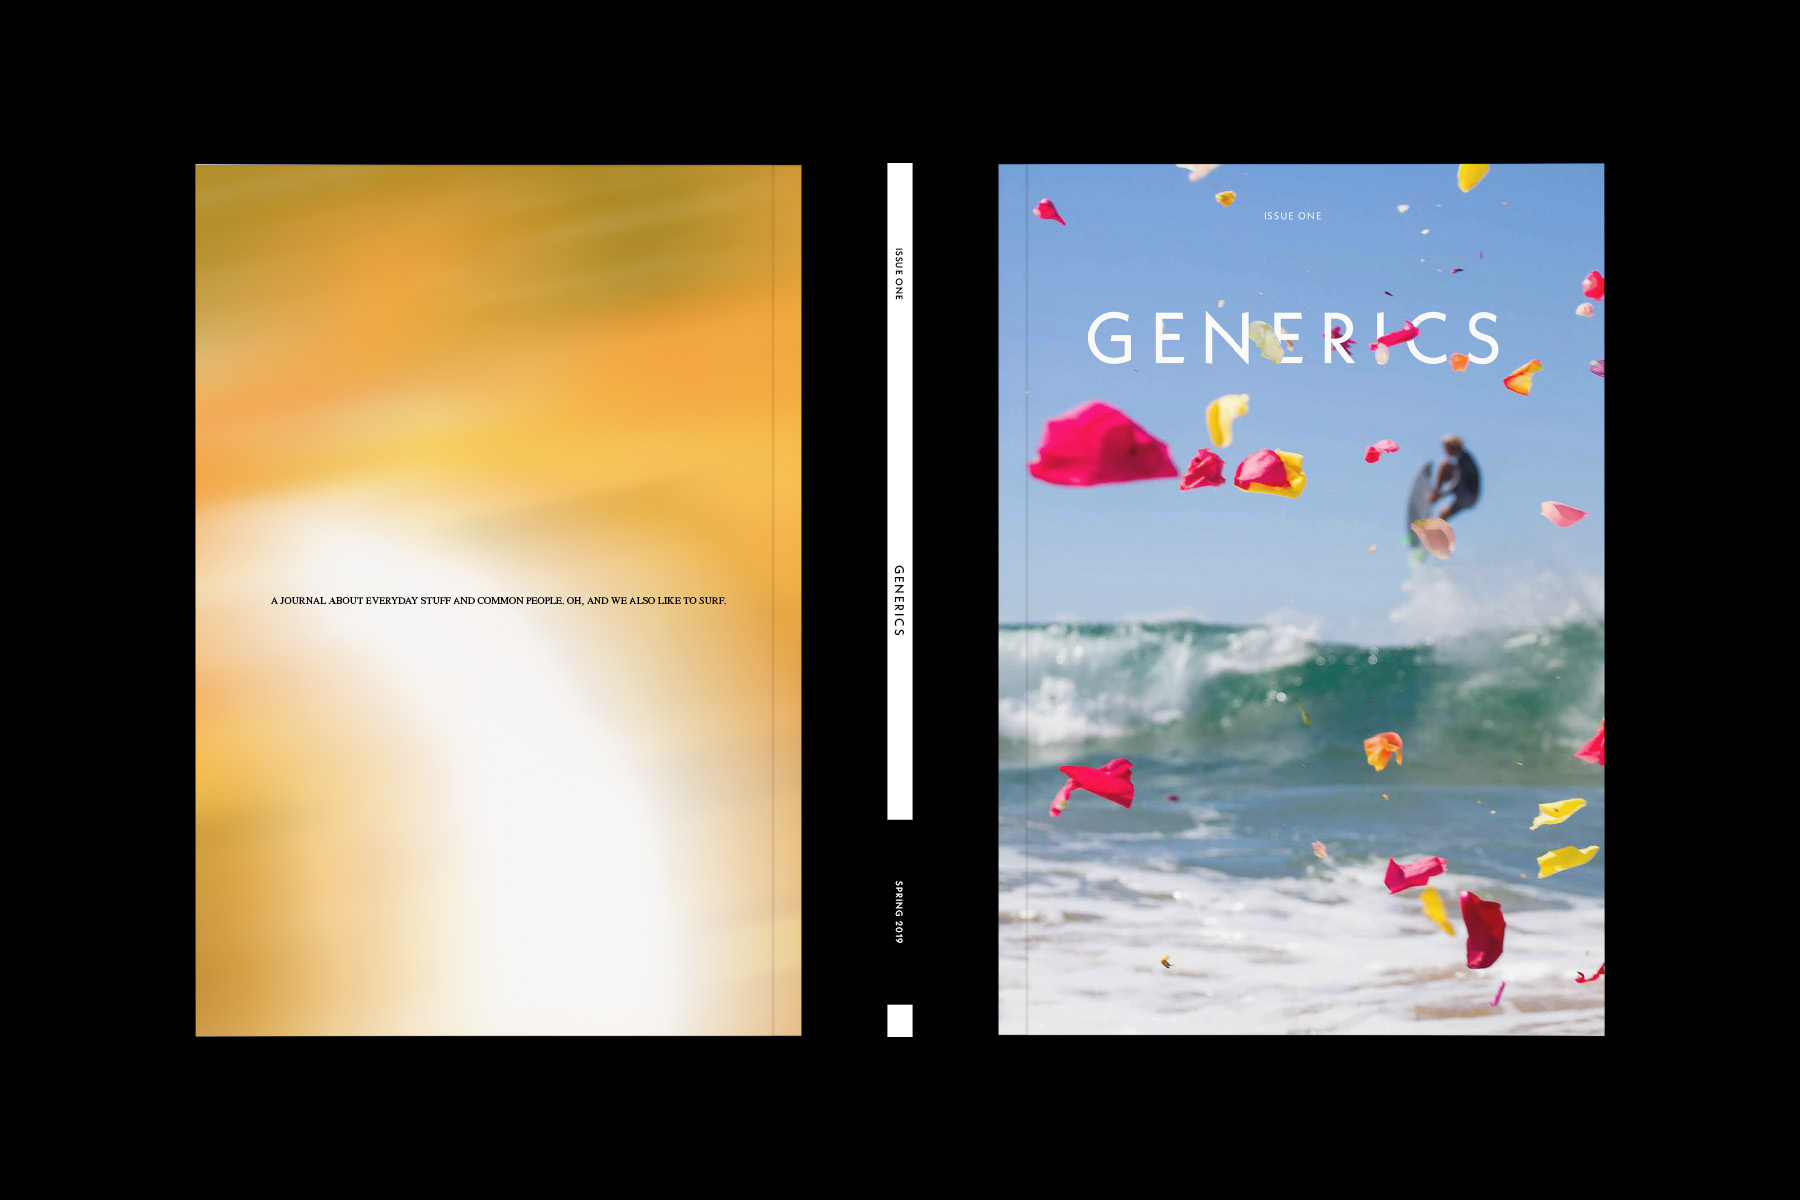 A JOURNAL ABOUT EVERYDAY STUFF AND COMMON PEOPLE. OH, AND WE ALSO LIKE TO SURF.
ISSUE ONE
GENERICS
SPRING 2019
ISSUE ONE
GENERICS